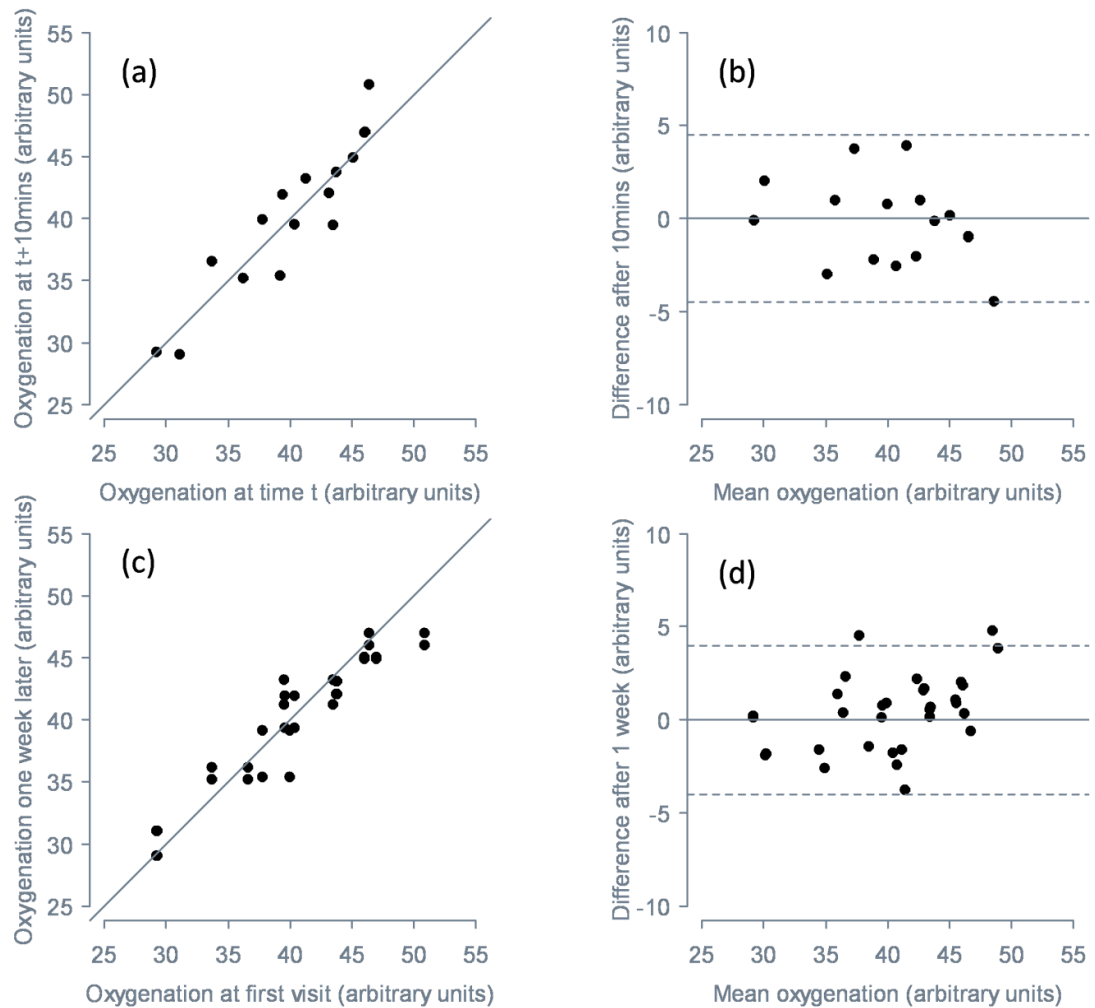 (a)
Oxygenation at t+10mins (arbitrary units)
55
50
45
40
35
30
25
25 30 35 40 45 50 55
Oxygenation at time t (arbitrary units)
(b)
Difference after 10mins (arbitrary units)
10
5
0
-5
-10
25 30 35 40 45 50 55
Mean oxygenation (arbitrary units)
(c)
Oxygenation one week later (arbitrary units)
55
50
45
40
35
30
25
25 30 35 40 45 50 55
Oxygenation at first visit (arbitrary units)
(d)
Difference after 1 week (arbitrary units)
10
5
0
-5
-10
25 30 35 40 45 50 55
Mean oxygenation (arbitrary units)